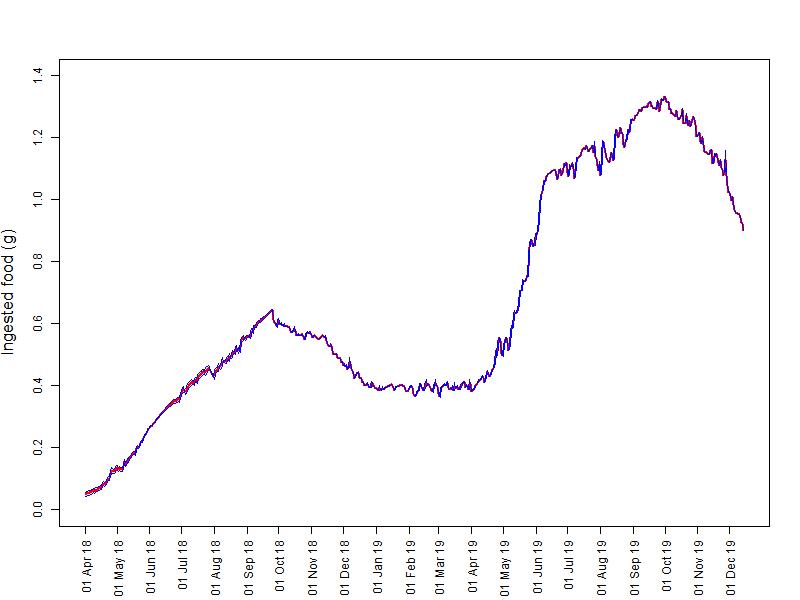 Ingested food (g)
1.4
1.2
1.0
0.8
0.6
0.4
0.2
0.0
01 Apr 18
01 May 18
01 Jun 18
01 Jul 18
01 Aug 18
01 Sep 18
01 Oct 18
01 Nov 18
01 Dec 18
01 Jan 19
01 Feb 19
01 Mar 19
01 Apr 19
01 May 19
01 Jun 19
01 Jul 19
01 Aug 19
01 Sep 19
01 Oct 19
01 Nov 19
01 Dec 19